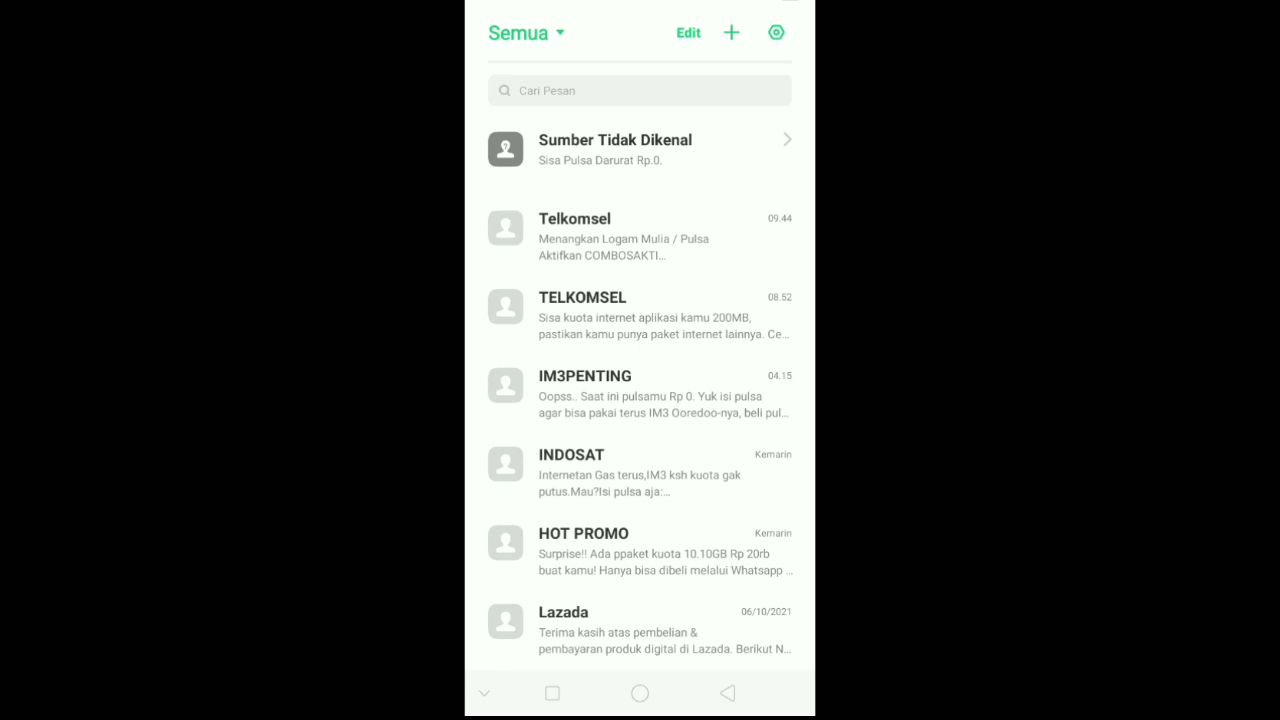 Semua
Edit
Cari Pesan
Sumber Tidak Dikenal
Sisa Pulsa Darurat Rp.0.
Telkomsel 09.44
Menangkan Logam Mulia / Pulsa
Aktifkan COMBOSAKTI...
TELKOMSEL 08.52
Sisa kuota internet aplikasi kamu 200MB,
pastikan kamu punya paket internet lainnya. Ce...
IM3PENTING 04.15
Oopss.. Saat ini pulsamu Rp 0. Yuk isi pulsa
agar bisa pakai terus IM3 Ooredoo-nya, beli pul...
INDOSAT Kemarin
Internetan Gas terus,IM3 ksh kuota gak
putus.Mau?Isi pulsa aja:...
HOT PROMO Kemarin
Surprise!! Ada ppaket kuota 10.10GB Rp 20rb
buat kamu! Hanya bisa dibeli melalui Whatsapp ...
Lazada 06/10/2021
Terima kasih atas pembelian &
pembayaran produk digital di Lazada. Berikut N...